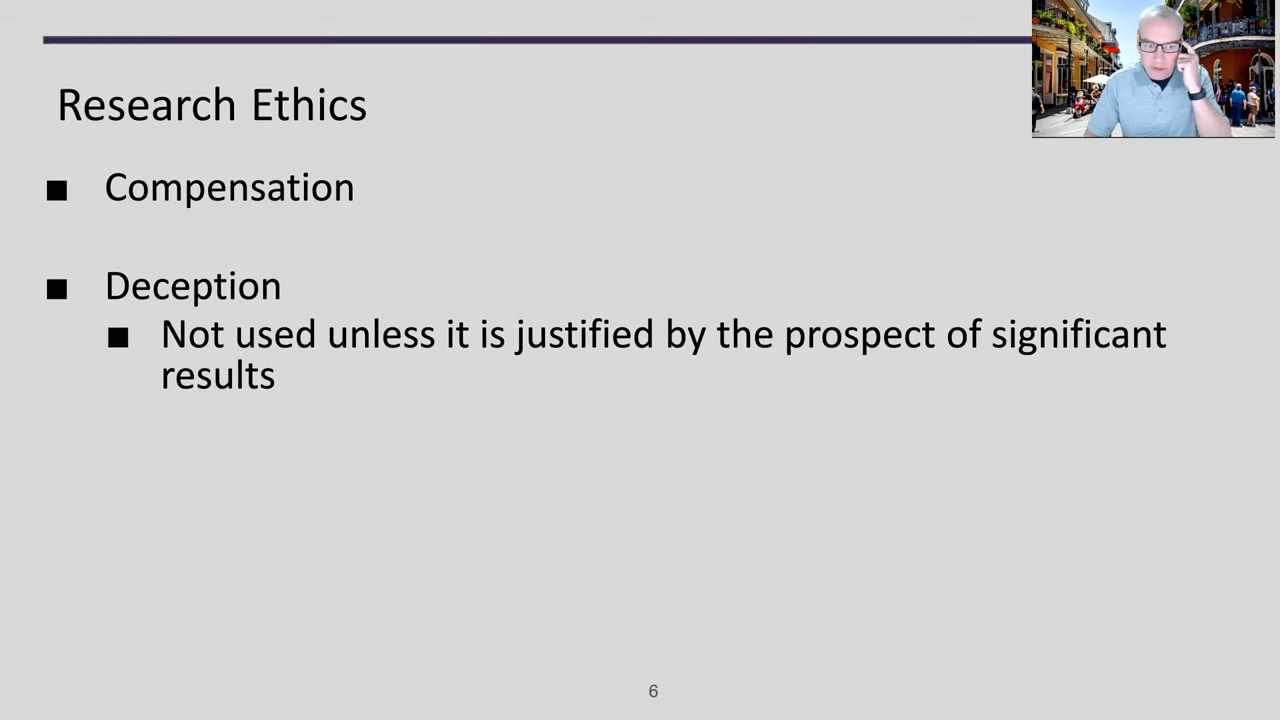 Research Ethics
■ Compensation
■ Deception
■ Not used unless it is justified by the prospect of significant
results
6